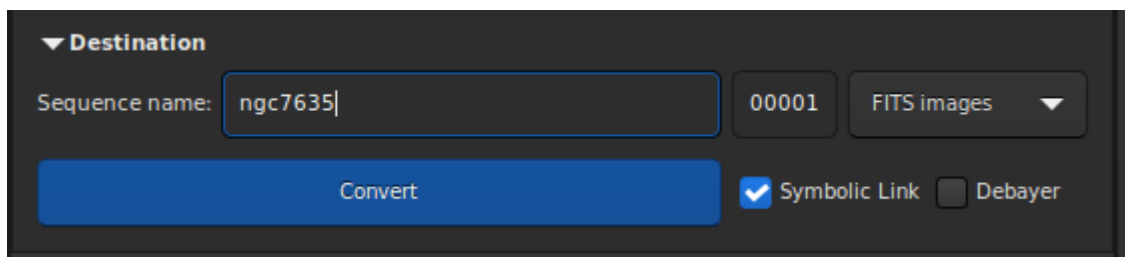 Destination
Sequence name: ngc7635 00001 FITS images
Convert Symbolic Link Debayer